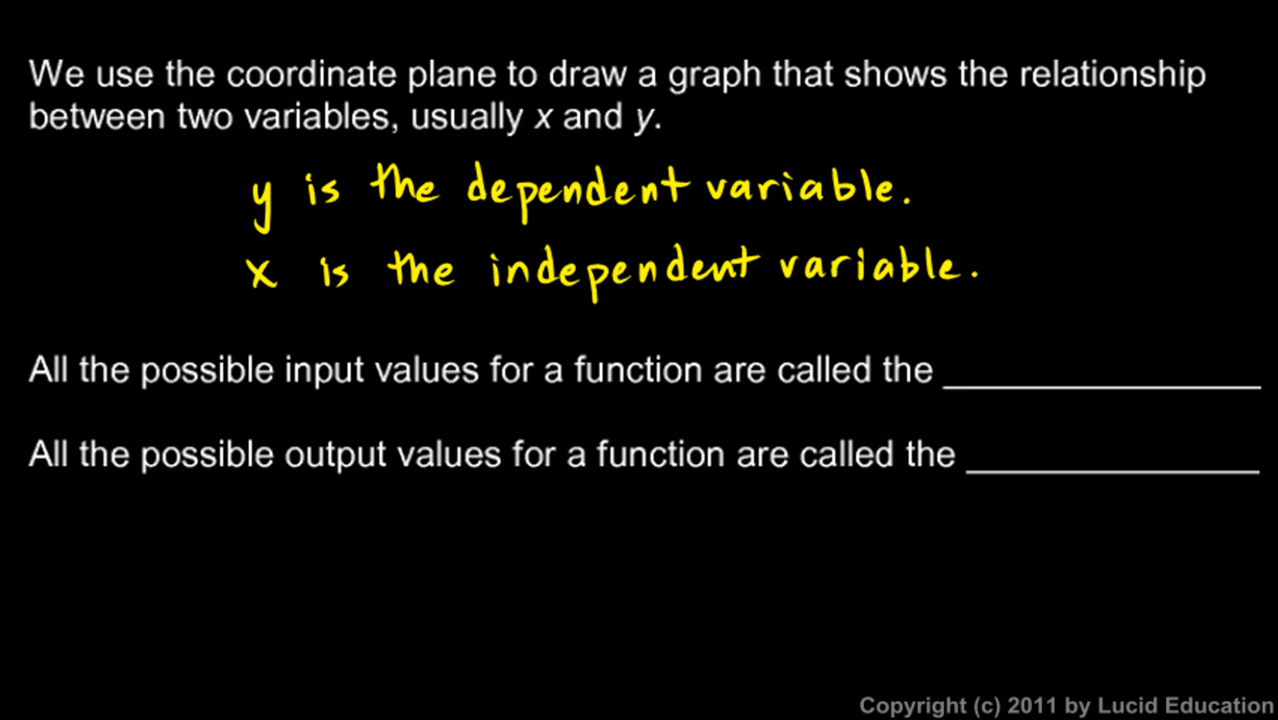 We use the coordinate plane to draw a graph that shows the relationship
between two variables, usually x and y.
y is the dependent variable.
x is the independent variable.
All the possible input values for a function are called the _________________
All the possible output values for a function are called the ________________
Copyright (c) 2011 by Lucid Education